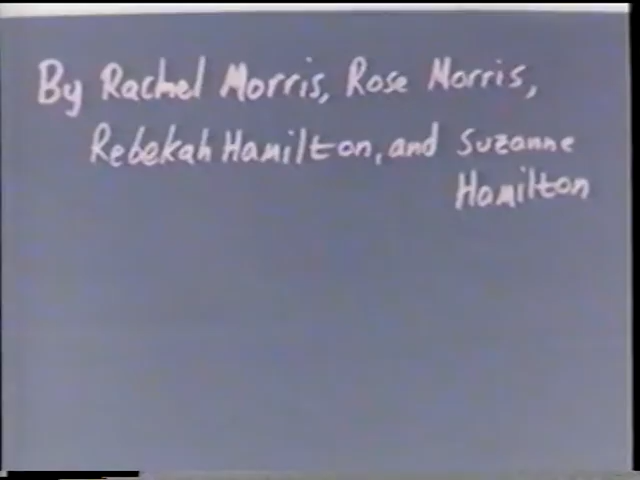 By Rachel Morris, Rose Morris,
Rebekah Hamilton, and Suzanne
Hamilton